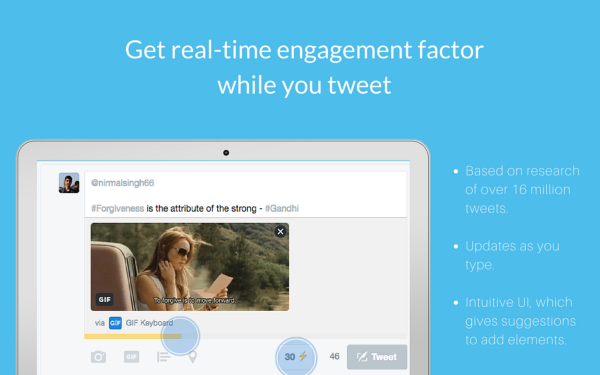 Get real-time engagement factor
while you tweet
@nirmalsingh66
#Forgiveness is the attribute of the strong - #Gandhi
GIF
To forgive is to move forward.
via GIF GIF Keyboard
GIF
30 46 Tweet
• Based on research
of over 16 million
tweets.
• Updates as you
type.
• Intuitive UI, which
gives suggestions
to add elements.